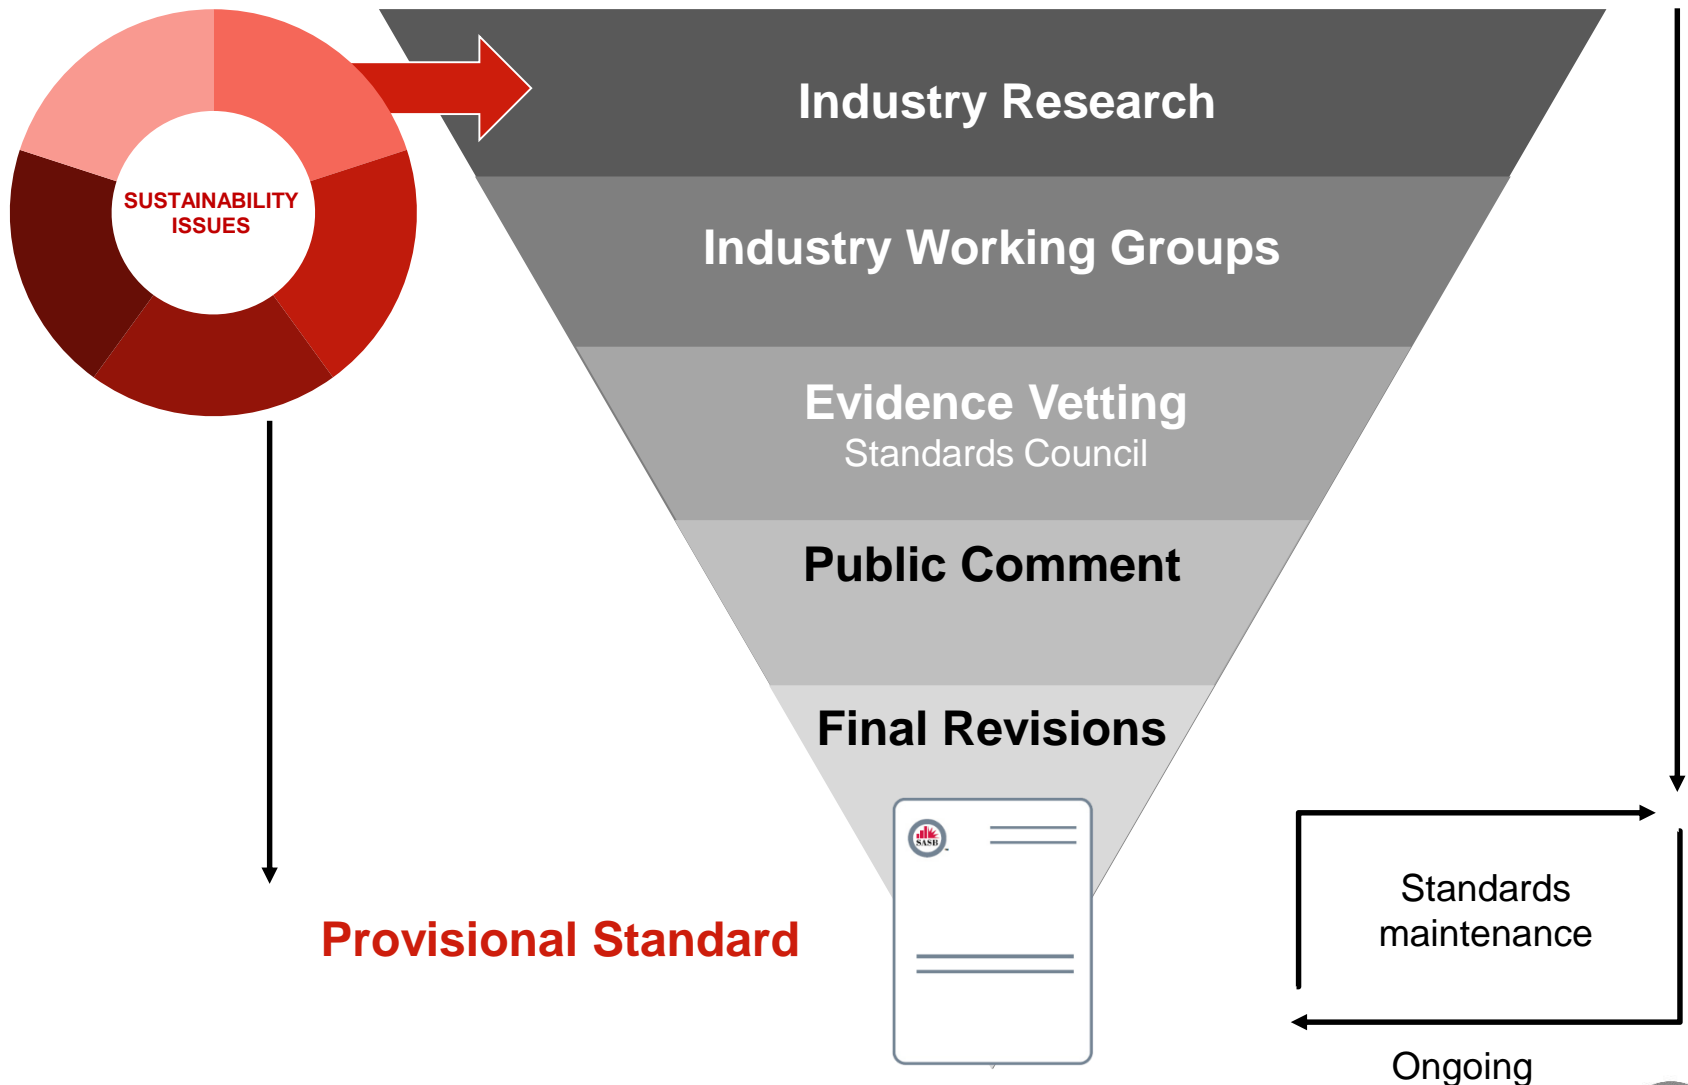 SUSTAINABILITY
ISSUES
Industry Research
Industry Working Groups
Evidence Vetting
Standards Council
Public Comment
Final Revisions
SASB
Provisional Standard
Standards
maintenance
Ongoing